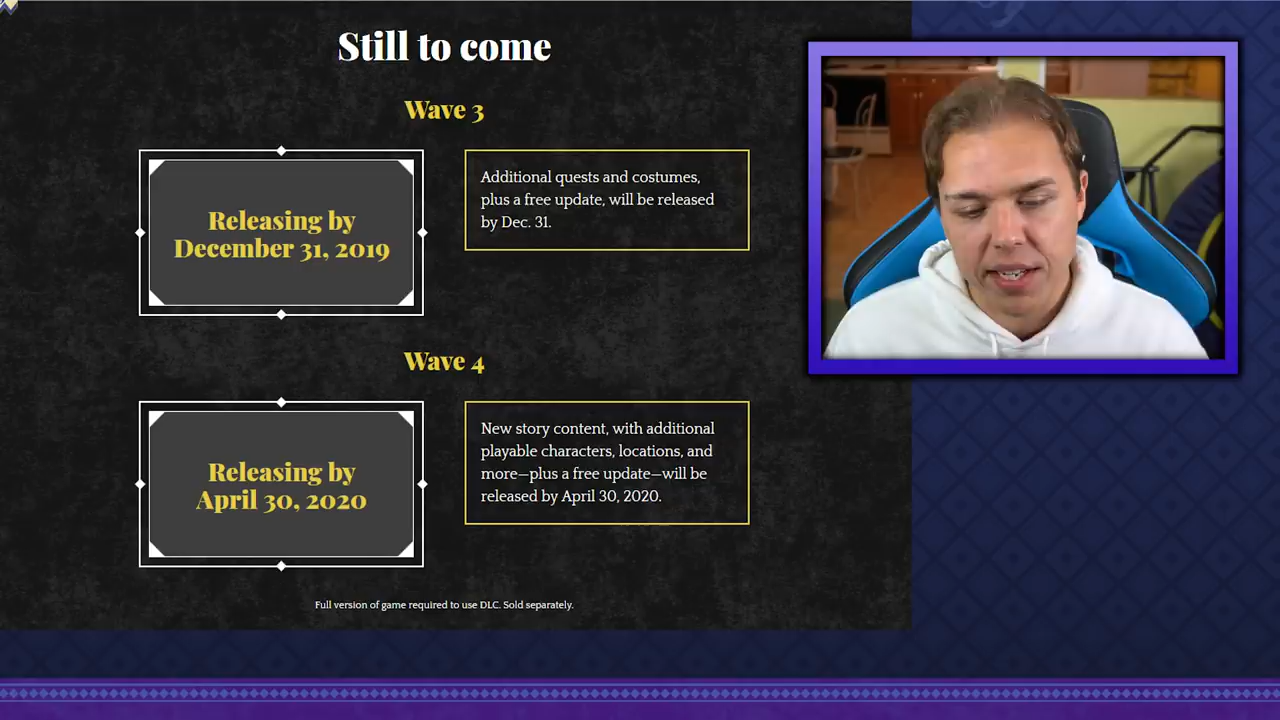 Still to come
Wave 3
Releasing by
December 31, 2019
Additional quests and costumes,
plus a free update, will be released
by Dec. 31.
Wave 4
Releasing by
April 30, 2020
New story content, with additional
playable characters, locations, and
more—plus a free update—will be
released by April 30, 2020.
Full version of game required to use DLC. Sold separately.